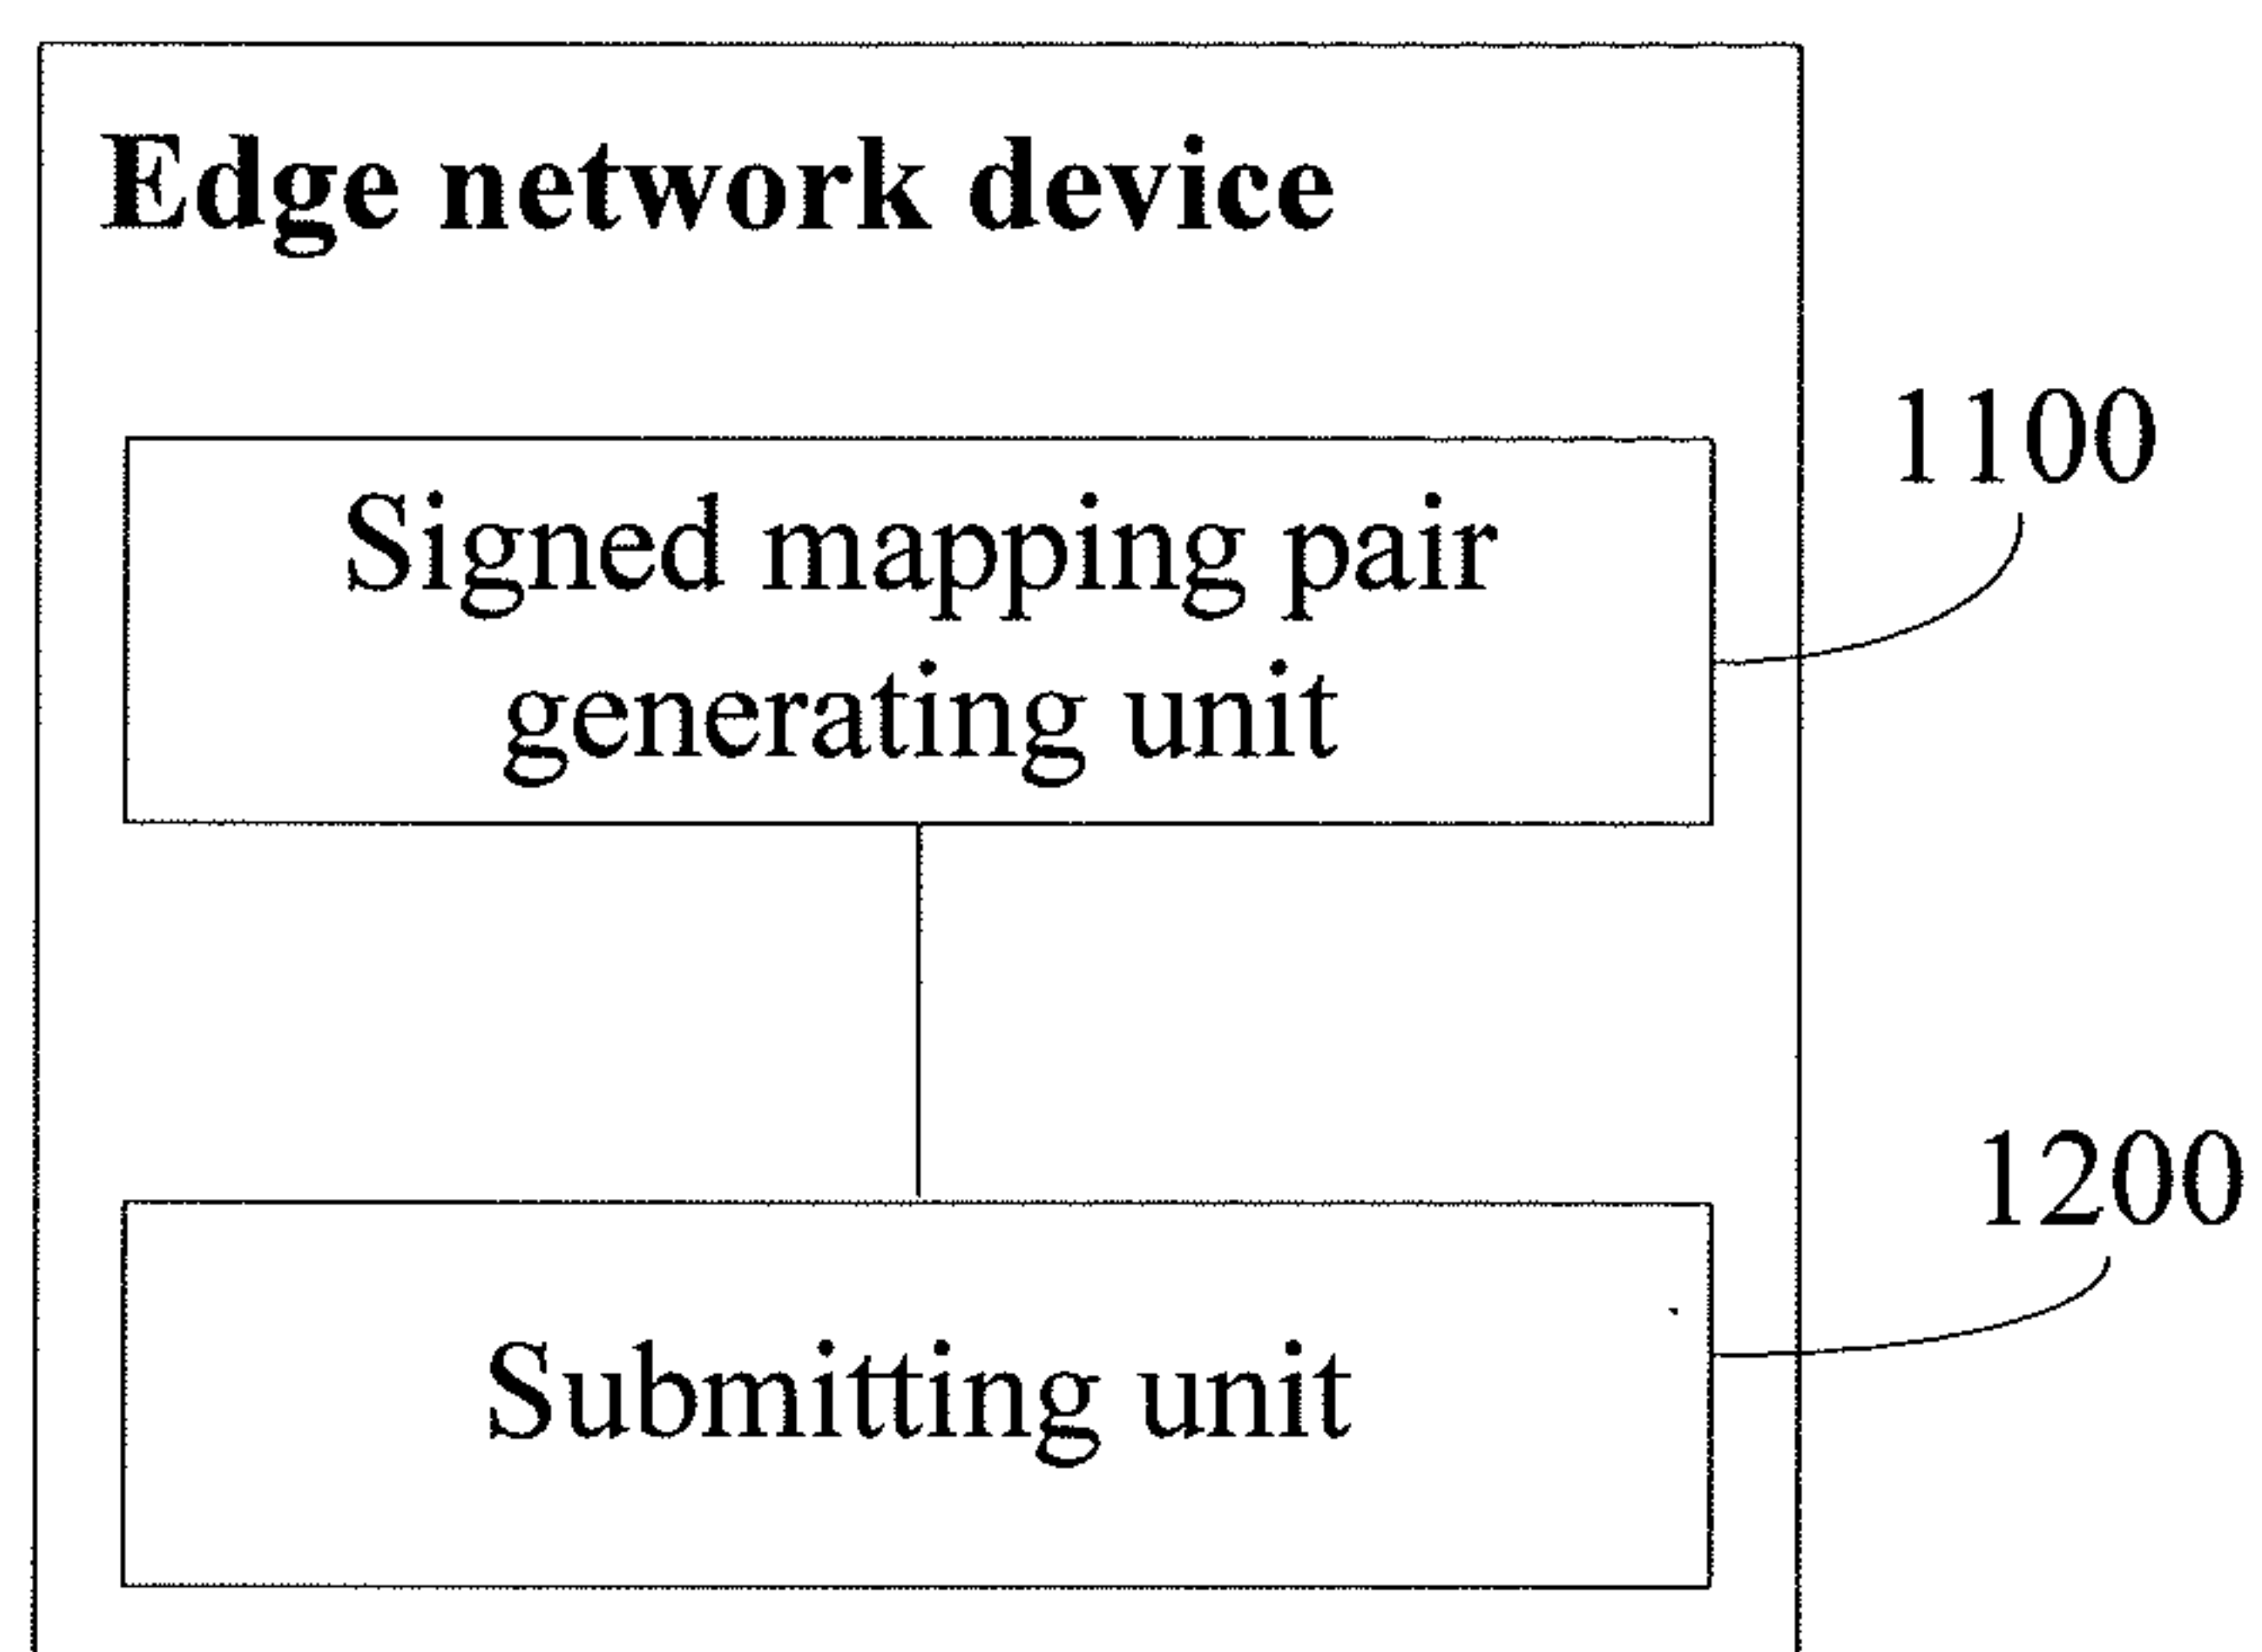 Edge network device
1100
Signed mapping pair
generating unit
1200
Submitting unit